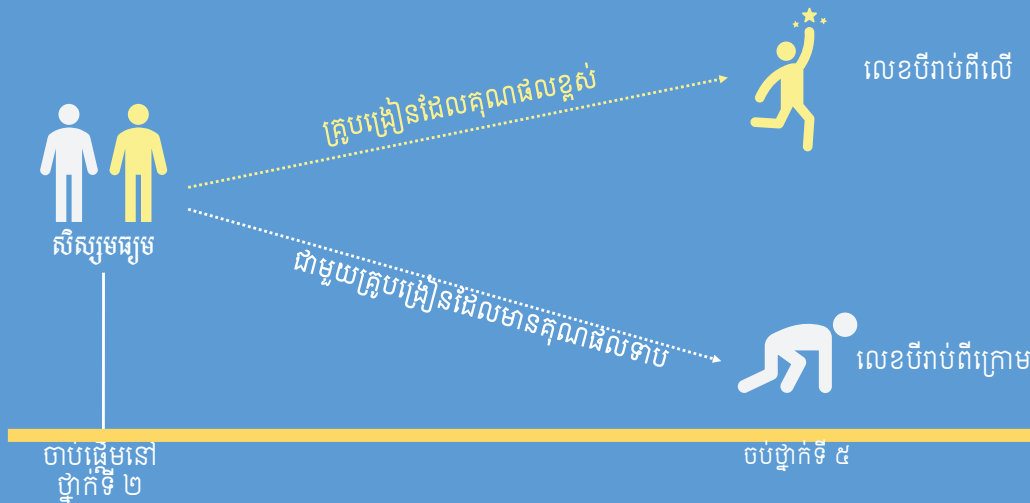 លេខបីរាប់ពីលើ
គ្រូបង្រៀនដែលគុណផលខ្ពស់
សិស្សមធ្យម
ជាមួយគ្រូបង្រៀនដែលមានគុណផលទាប
លេខបីរាប់ពីក្រោម
ចាប់ផ្តើមនៅ
ថ្នាក់ទី ២
ចប់ថ្នាក់ទី ៥